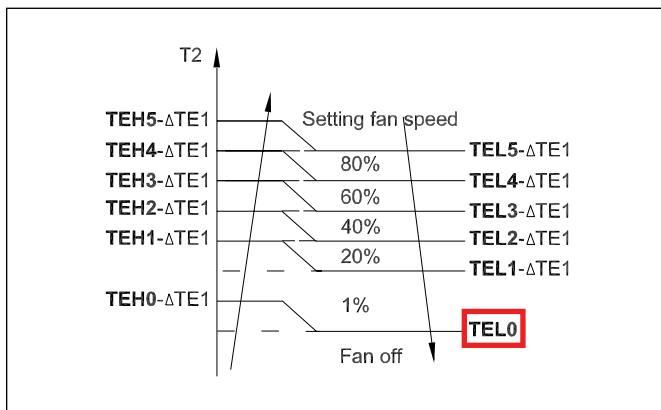 T2
TEH5-ΔTE1
Setting fan speed
TEH4-ΔTE1
TEL5-ΔTE1
80%
TEH3-ΔTE1
TEL4-ΔTE1
60%
TEH2-ΔTE1
TEL3-ΔTE1
40%
TEH1-ΔTE1
TEL2-ΔTE1
20%
TEL1-ΔTE1
TEH0-ΔTE1
1%
TEL0
Fan off